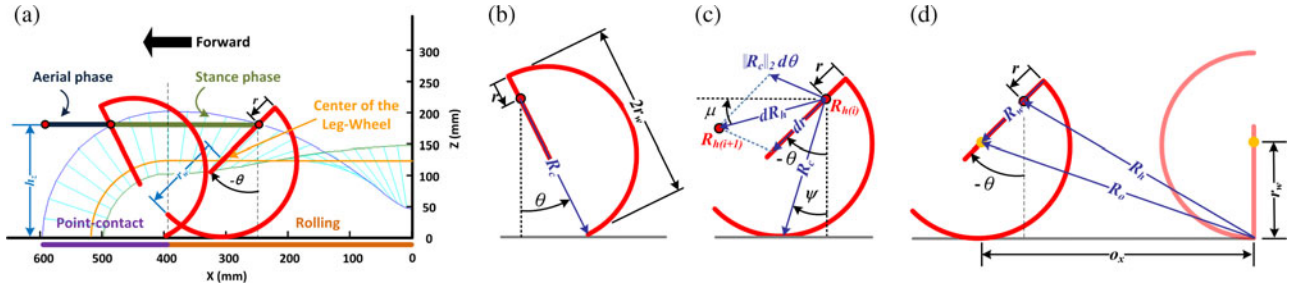 (a)
Forward
Aerial phase
Stance phase
r
Center of the
Leg-Wheel
-θ
Point-contact
Rolling
600
500
400
300
200
100
0
X (mm)
300
250
200
150
100
50
0
Z (mm)
(b)
r
2r_w
R_c
θ
(c)
‖R_c‖₂ dθ
r
μ
dR_h
R_h(i)
R_h(i+1)
dr
-θ
R_c
ψ
(d)
r
R_w
-θ
R_h
R_o
r_w
o_x